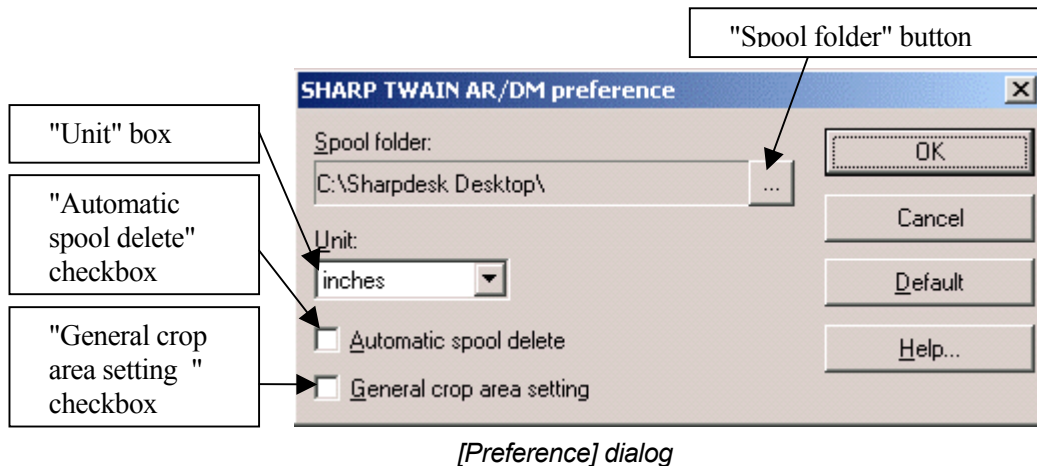 "Spool folder" button
SHARP TWAIN AR/DM preference
"Unit" box
Spool folder:
OK
C:\Sharpdesk Desktop\
...
"Automatic
spool delete"
checkbox
Cancel
Unit:
inches
Default
Automatic spool delete
"General crop
area setting "
checkbox
Help...
General crop area setting
[Preference] dialog